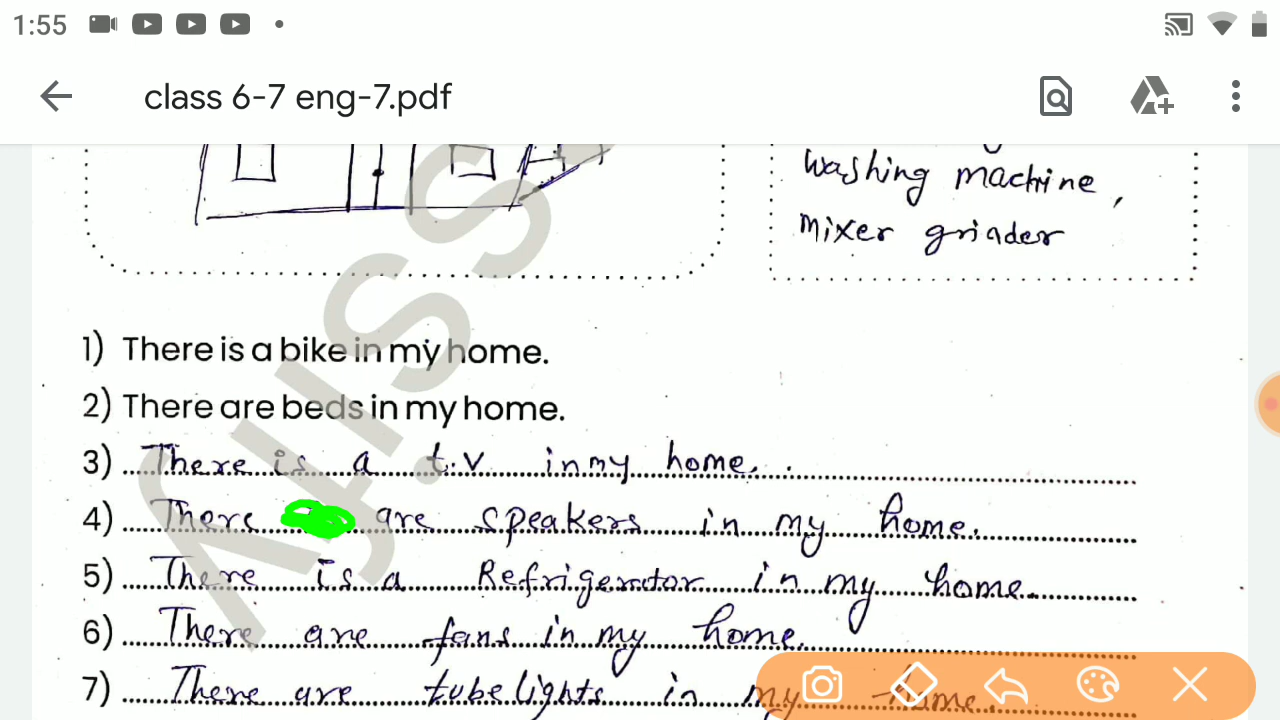 1:55
class 6-7 eng-7.pdf
washing machine,
mixer grinder
1) There is a bike in my home.
2) There are beds in my home.
3) There is a t.v in my home.
4) There are speakers in my home.
5) There is a Refrigerator in my home.
6) There are fans in my home.
7) There are tube lights in my home.